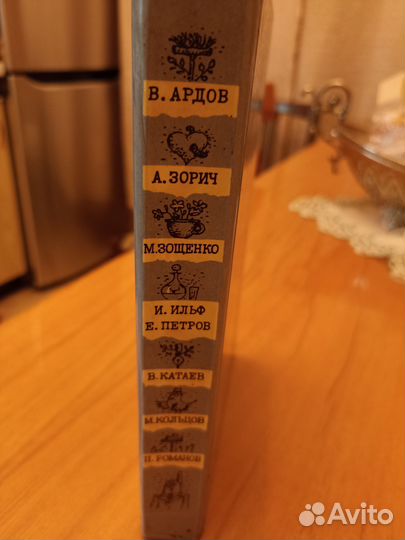 В. АРДОВ
А. ЗОРИЧ
М. ЗОЩЕНКО
И. ИЛЬФ
Е. ПЕТРОВ
В. КАТАЕВ
М. КОЛЬЦОВ
П. РОМАНОВ
Avito